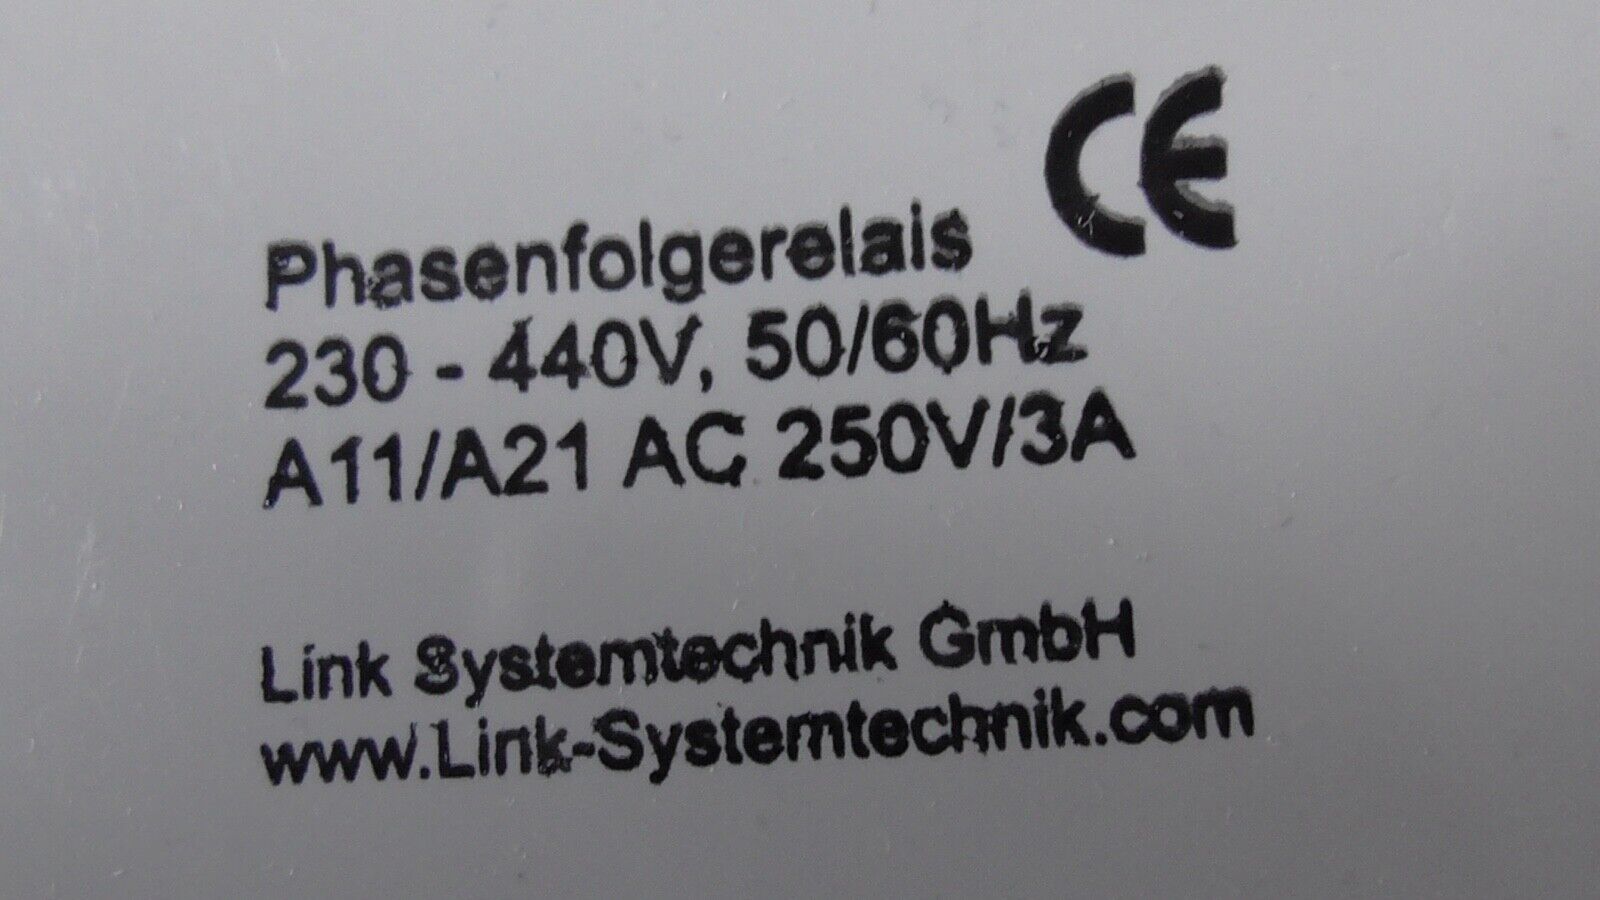 CE
Phasenfolgerelais
230 - 440V, 50/60Hz
A11/A21 AC 250V/3A
Link Systemtechnik GmbH
www.Link-Systemtechnik.com